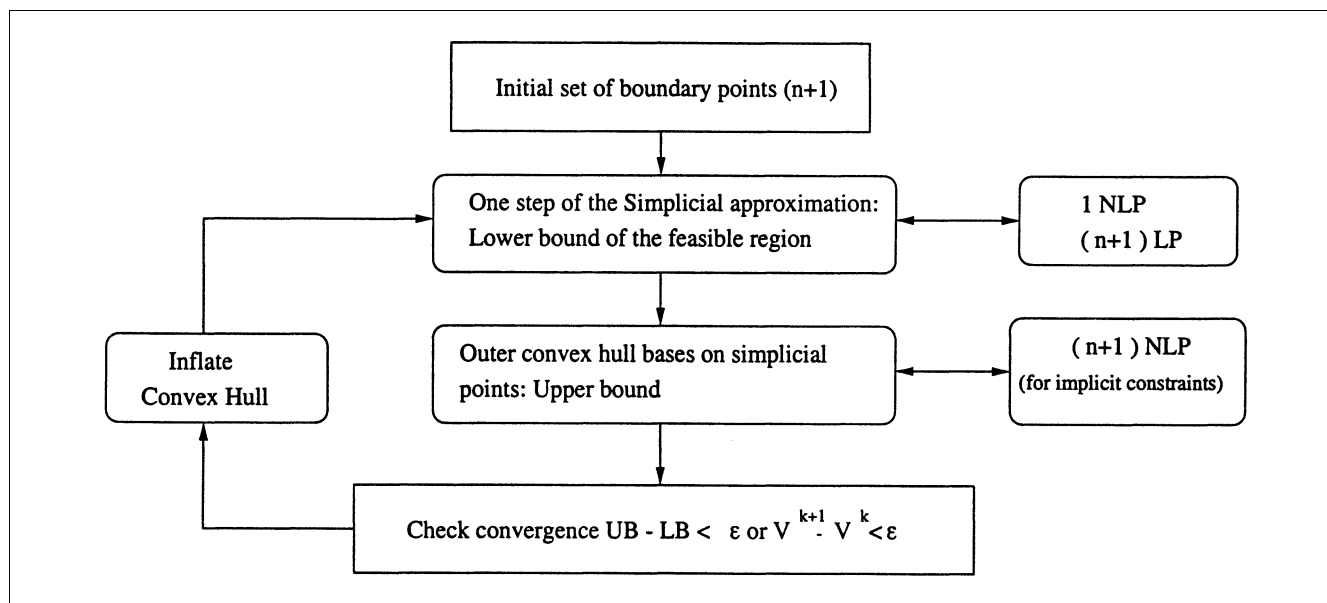 Initial set of boundary points (n+1)
One step of the Simplicial approximation:
Lower bound of the feasible region
1 NLP
( n+1 ) LP
Outer convex hull bases on simplicial
points: Upper bound
( n+1 ) NLP
(for implicit constraints)
Inflate
Convex Hull
Check convergence UB - LB < ε or V^{k+1} - V^{k} < ε